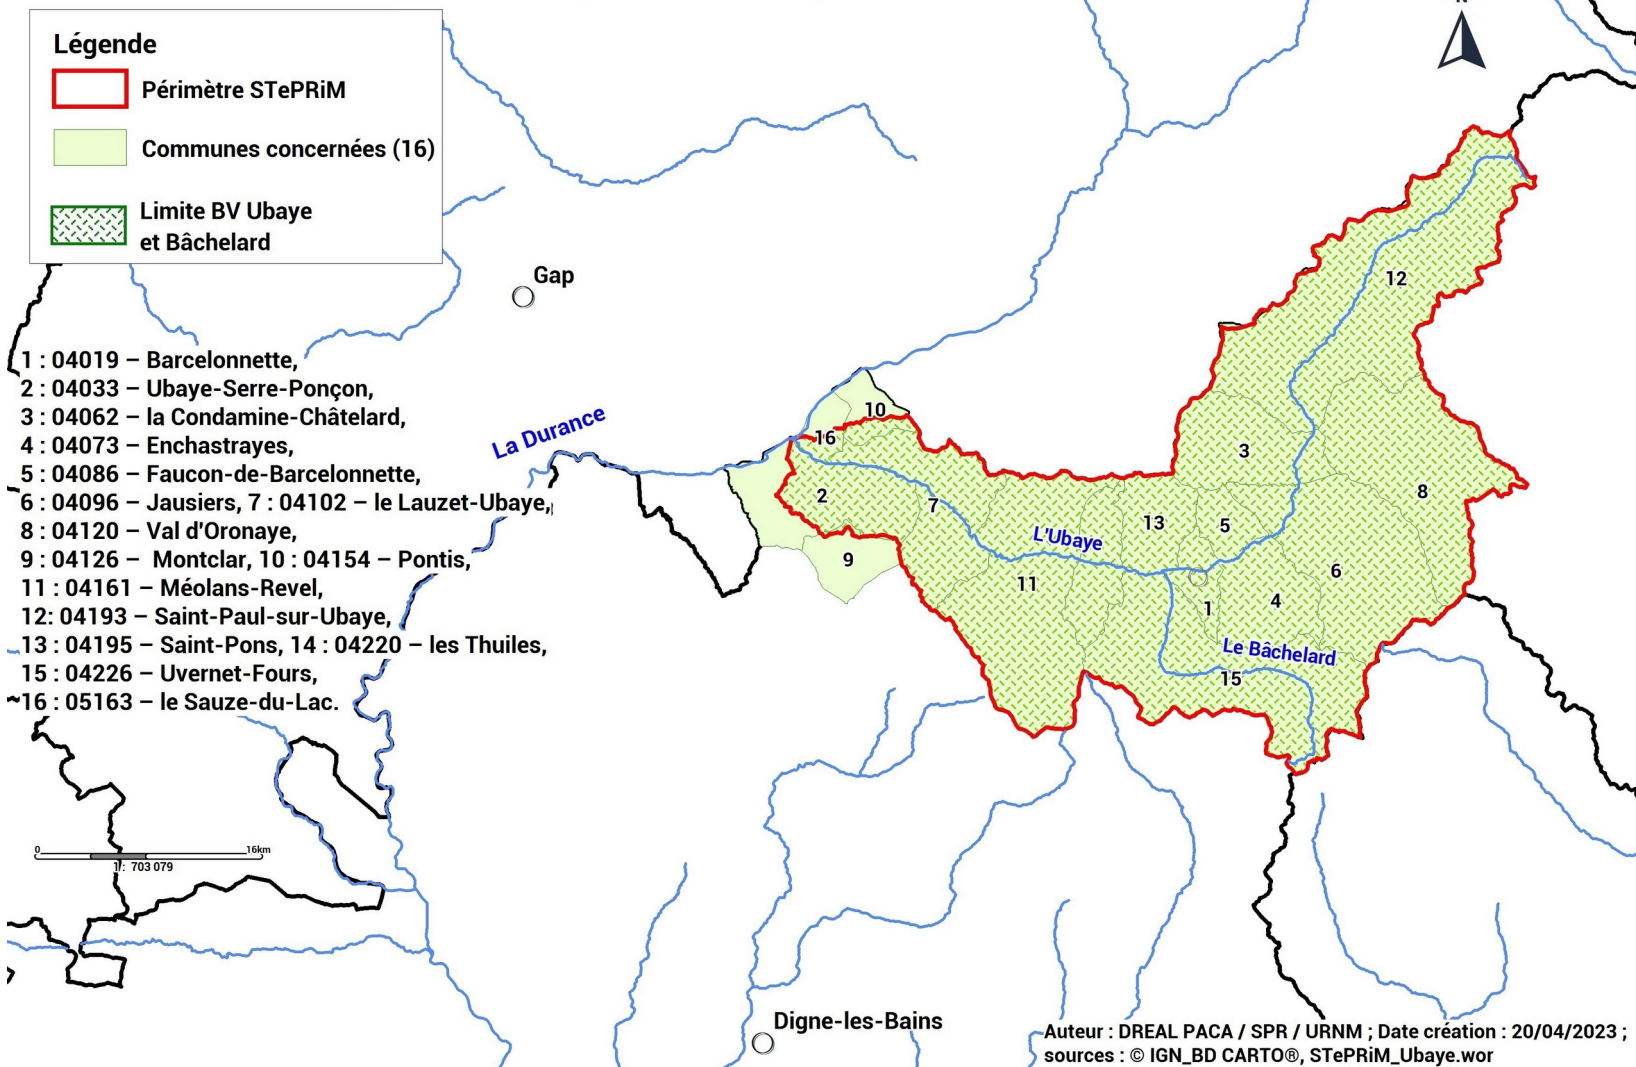 N
Légende
Périmètre STePRiM
Communes concernées (16)
Limite BV Ubaye
et Bâchelard
Gap
12
1 : 04019 – Barcelonnette,
2 : 04033 – Ubaye-Serre-Ponçon,
3 : 04062 – la Condamine-Châtelard,
4 : 04073 – Enchastrayes,
5 : 04086 – Faucon-de-Barcelonnette,
6 : 04096 – Jausiers, 7 : 04102 – le Lauzet-Ubaye,
8 : 04120 – Val d'Oronaye,
9 : 04126 – Montclar, 10 : 04154 – Pontis,
11 : 04161 – Méolans-Revel,
12: 04193 – Saint-Paul-sur-Ubaye,
13 : 04195 – Saint-Pons, 14 : 04220 – les Thuiles,
15 : 04226 – Uvernet-Fours,
16 : 05163 – le Sauze-du-Lac.
La Durance
10
16
3
2
7
8
13
5
L'Ubaye
9
11
6
1
4
Le Bâchelard
15
0
16km
1/: 703 079
Digne-les-Bains
Auteur : DREAL PACA / SPR / URNM ; Date création : 20/04/2023 ;
sources : © IGN_BD CARTO®, STePRiM_Ubaye.wor